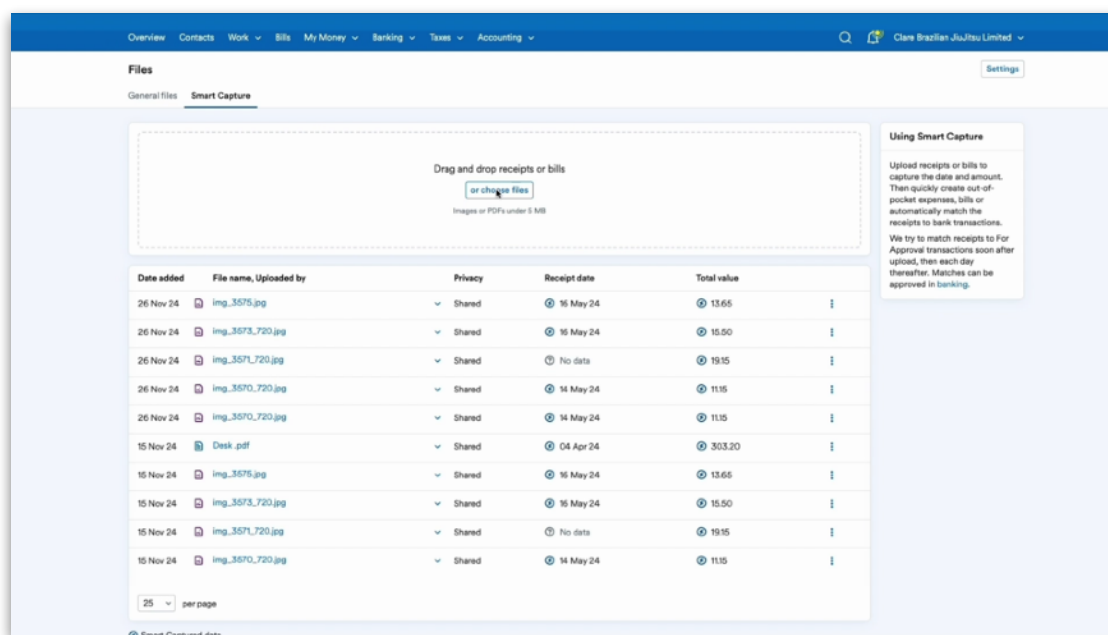 Overview Contacts Work Bills My Money Banking Taxes Accounting Clare Brazilian JiuJitsu Limited
Files
Settings
General files Smart Capture
Drag and drop receipts or bills
or choose files
Images or PDFs under 5 MB
Using Smart Capture
Upload receipts or bills to
capture the date and amount.
Then quickly create out-of-
pocket expenses, bills or
automatically match the
receipts to bank transactions.
We try to match receipts to For
Approval transactions soon after
upload, then each day
thereafter. Matches can be
approved in banking.
Date added File name, Uploaded by Privacy Receipt date Total value
26 Nov 24 img_3575.jpg Shared 16 May 24 13.65
26 Nov 24 img_3573_720.jpg Shared 16 May 24 15.50
26 Nov 24 img_3571_720.jpg Shared No data 19.15
26 Nov 24 img_3570_720.jpg Shared 14 May 24 11.15
26 Nov 24 img_3570_720.jpg Shared 14 May 24 11.15
15 Nov 24 Desk .pdf Shared 04 Apr 24 303.20
15 Nov 24 img_3575.jpg Shared 16 May 24 13.65
15 Nov 24 img_3573_720.jpg Shared 16 May 24 15.50
15 Nov 24 img_3571_720.jpg Shared No data 19.15
15 Nov 24 img_3570_720.jpg Shared 14 May 24 11.15
25 per page
Smart Captured data